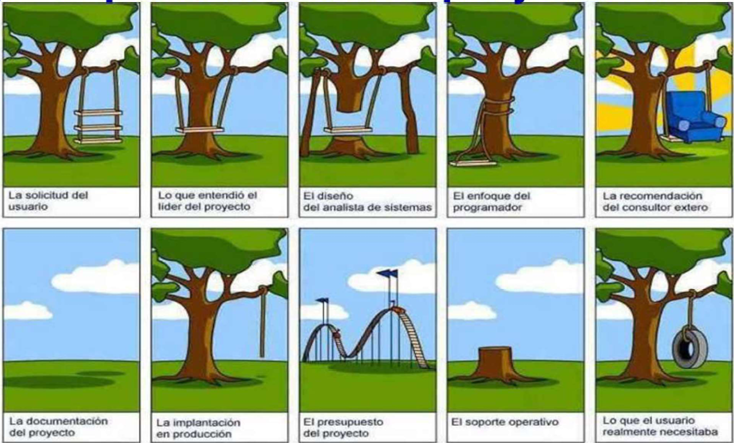 La solicitud del
usuario
Lo que entendió el
líder del proyecto
El diseño
del analista de sistemas
El enfoque del
programador
La recomendación
del consultor extero
La documentación
del proyecto
La implantación
en producción
El presupuesto
del proyecto
El soporte operativo
Lo que el usuario
realmente necesitaba